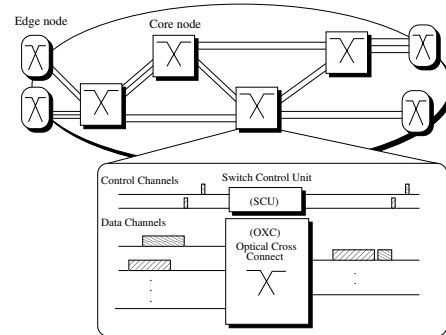 Edge node
Core node
Control Channels
Switch Control Unit
(SCU)
Data Channels
(OXC)
Optical Cross
Connect